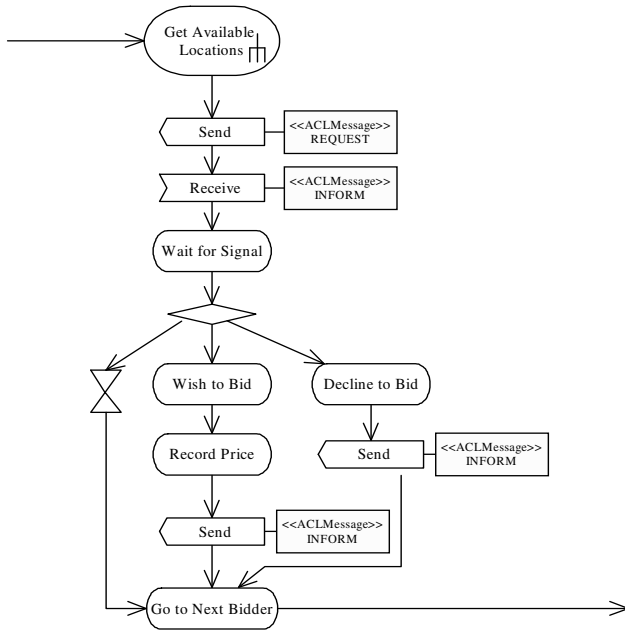 Get Available
Locations
Send
<<ACLMessage>>
REQUEST
Receive
<<ACLMessage>>
INFORM
Wait for Signal
Wish to Bid
Decline to Bid
Record Price
Send
<<ACLMessage>>
INFORM
Send
<<ACLMessage>>
INFORM
Go to Next Bidder